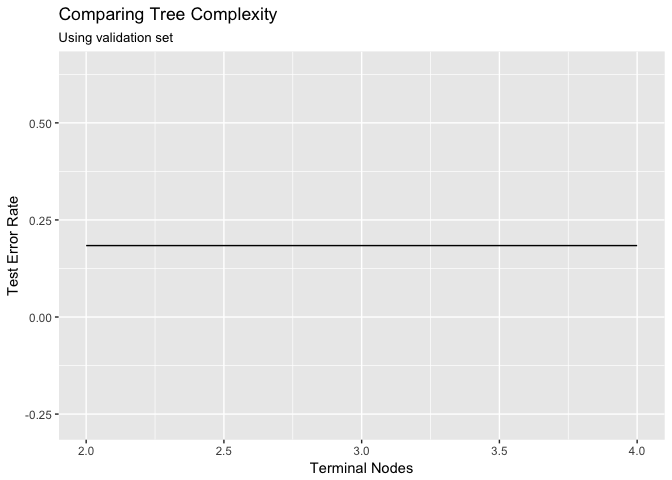 Comparing Tree Complexity
Using validation set
Test Error Rate
0.50
0.25
0.00
-0.25
2.0 2.5 3.0 3.5 4.0
Terminal Nodes